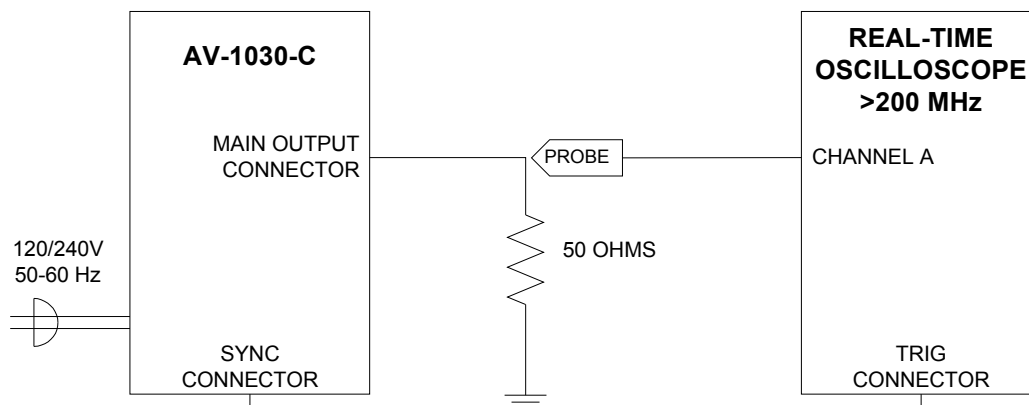 AV-1030-C
REAL-TIME
OSCILLOSCOPE
>200 MHz
MAIN OUTPUT
CONNECTOR
PROBE
CHANNEL A
120/240V
50-60 Hz
50 OHMS
SYNC
CONNECTOR
TRIG
CONNECTOR